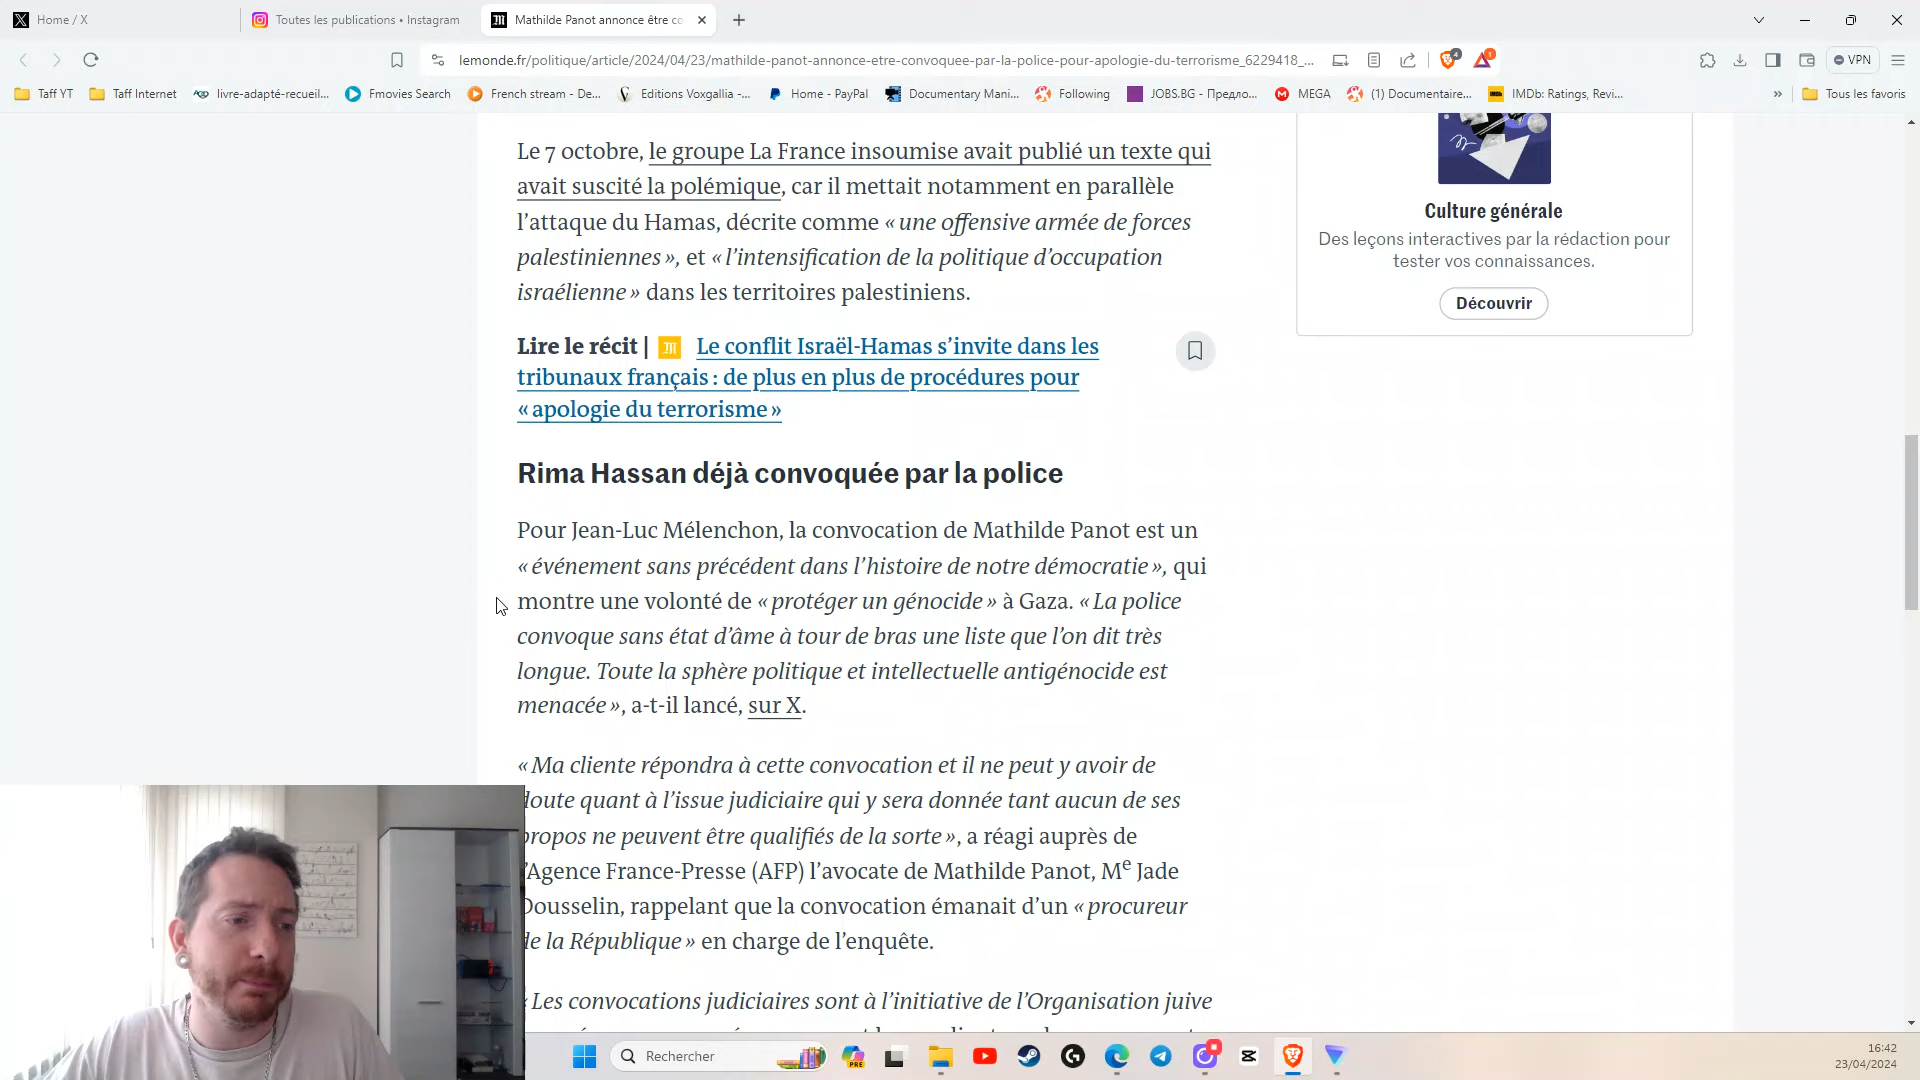 Home / X
Toutes les publications • Instagram
Mathilde Panot annonce être co
lemonde.fr/politique/article/2024/04/23/mathilde-panot-annonce-etre-convoquee-par-la-police-pour-apologie-du-terrorisme_6229418_...
4
1
VPN
Taff YT
Taff Internet
livre-adapté-recueil...
Fmovies Search
French stream - De...
Editions Voxgallia -...
Home - PayPal
Documentary Mani...
Following
JOBS.BG - Предло...
MEGA
(1) Documentaire...
IMDb: Ratings, Revi...
»
Tous les favoris
Le 7 octobre, le groupe La France insoumise avait publié un texte qui
avait suscité la polémique, car il mettait notamment en parallèle
l’attaque du Hamas, décrite comme « une offensive armée de forces
palestiniennes », et « l’intensification de la politique d’occupation
israélienne » dans les territoires palestiniens.
Lire le récit | M Le conflit Israël-Hamas s’invite dans les
tribunaux français : de plus en plus de procédures pour
« apologie du terrorisme »
Rima Hassan déjà convoquée par la police
Pour Jean-Luc Mélenchon, la convocation de Mathilde Panot est un
« événement sans précédent dans l’histoire de notre démocratie », qui
montre une volonté de « protéger un génocide » à Gaza. « La police
convoque sans état d’âme à tour de bras une liste que l’on dit très
longue. Toute la sphère politique et intellectuelle antigénocide est
menacée », a-t-il lancé, sur X.
« Ma cliente répondra à cette convocation et il ne peut y avoir de
doute quant à l’issue judiciaire qui y sera donnée tant aucun de ses
propos ne peuvent être qualifiés de la sorte », a réagi auprès de
l’Agence France-Presse (AFP) l’avocate de Mathilde Panot, Me Jade
Dousselin, rappelant que la convocation émanait d’un « procureur
de la République » en charge de l’enquête.
« Les convocations judiciaires sont à l’initiative de l’Organisation juive
Culture générale
Des leçons interactives par la rédaction pour
tester vos connaissances.
Découvrir
Rechercher
PRE
16:42
23/04/2024